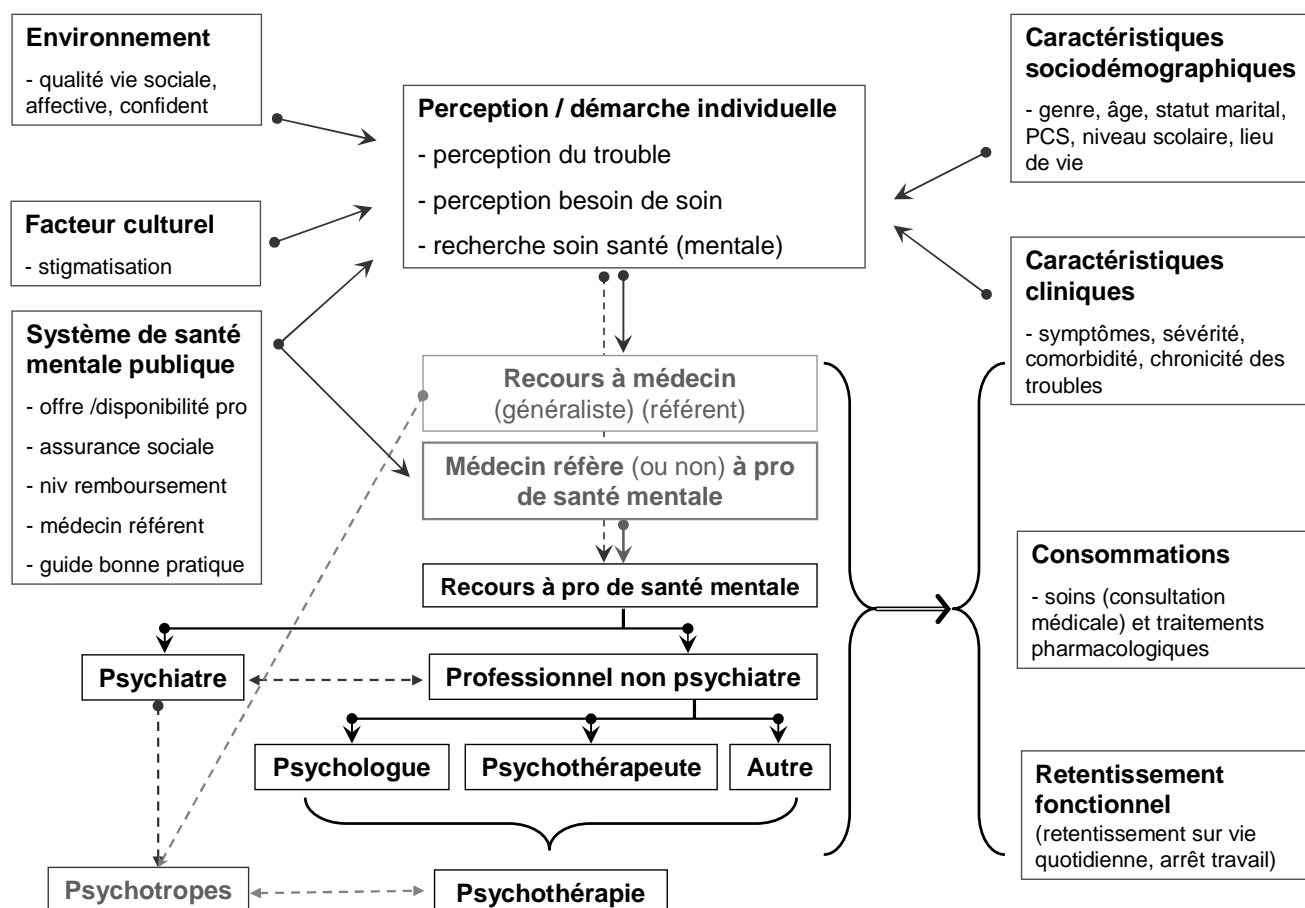 Environnement
- qualité vie sociale,
affective, confident
Facteur culturel
- stigmatisation
Système de santé
mentale publique
- offre /disponibilité pro
- assurance sociale
- niv remboursement
- médecin référent
- guide bonne pratique
Perception / démarche individuelle
- perception du trouble
- perception besoin de soin
- recherche soin santé (mentale)
Recours à médecin
(généraliste) (référent)
Médecin réfère (ou non) à pro
de santé mentale
Recours à pro de santé mentale
Psychiatre
Professionnel non psychiatre
Psychologue
Psychothérapeute
Autre
Psychotropes
Psychothérapie
Caractéristiques
sociodémographiques
- genre, âge, statut marital,
PCS, niveau scolaire, lieu
de vie
Caractéristiques
cliniques
- symptômes, sévérité,
comorbidité, chronicité des
troubles
Consommations
- soins (consultation
médicale) et traitements
pharmacologiques
Retentissement
fonctionnel
(retentissement sur vie
quotidienne, arrêt travail)